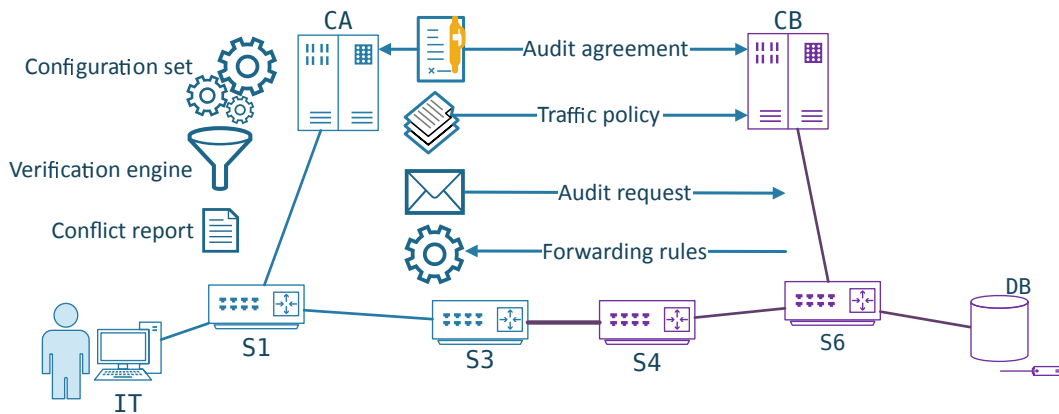 CA
CB
Configuration set
Audit agreement
Traffic policy
Verification engine
Audit request
Conflict report
Forwarding rules
DB
S1
S3
S4
S6
IT